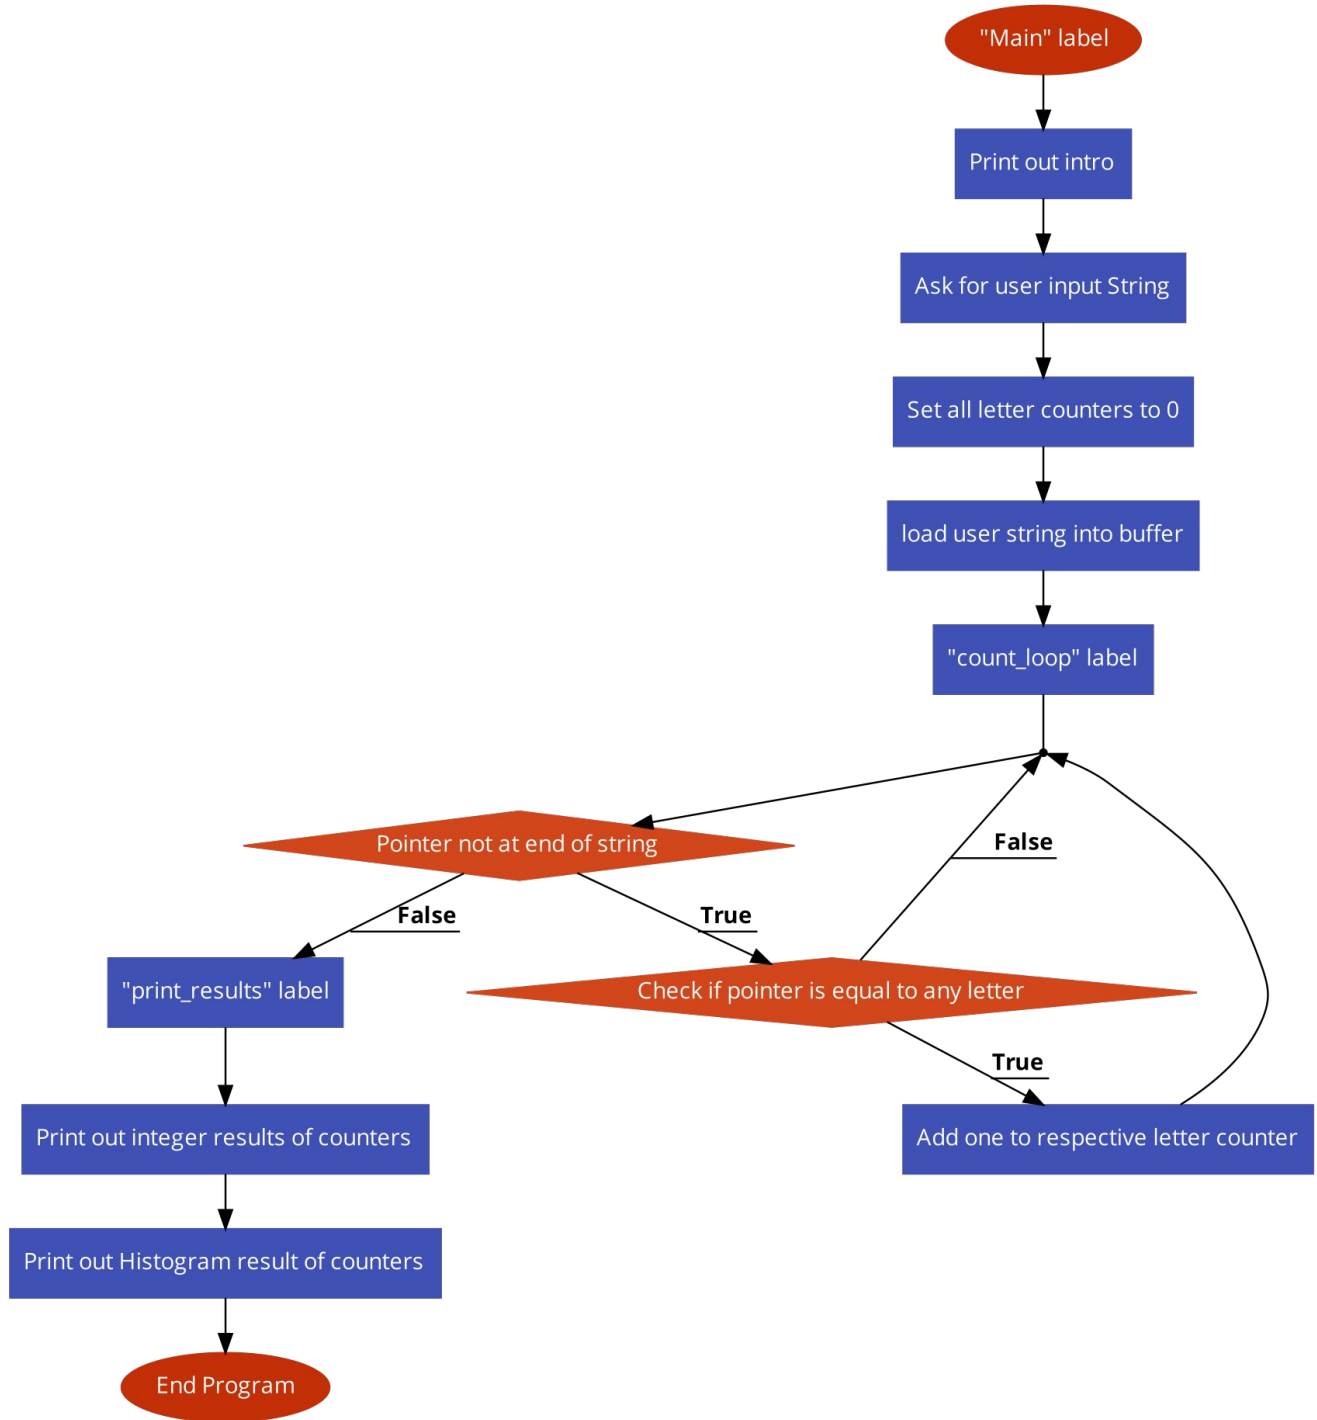 "Main" label
Print out intro
Ask for user input String
Set all letter counters to 0
load user string into buffer
"count_loop" label
Pointer not at end of string
False
False
True
"print_results" label
Check if pointer is equal to any letter
True
Print out integer results of counters
Add one to respective letter counter
Print out Histogram result of counters
End Program